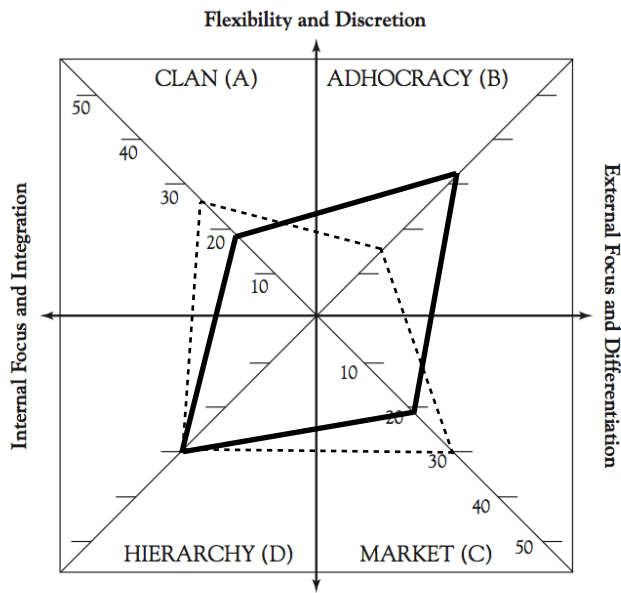 Flexibility and Discretion
CLAN (A)
ADHOCRACY (B)
50
40
30
20
10
Internal Focus and Integration
External Focus and Differentiation
10
20
30
40
50
HIERARCHY (D)
MARKET (C)